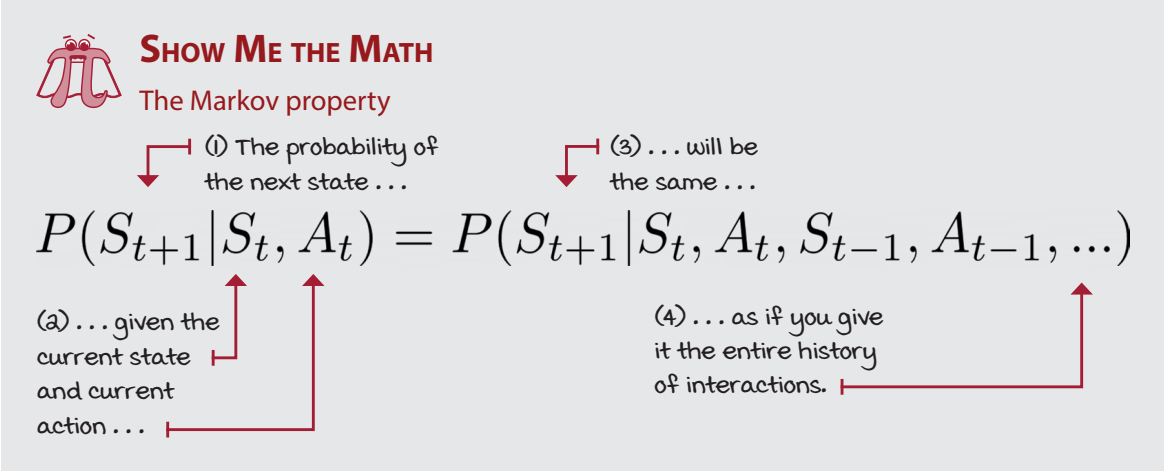 SHOW ME THE MATH
The Markov property
(1) The probability of
the next state . . .
(3) . . . will be
the same . . .
P(S_{t+1}|S_t, A_t) = P(S_{t+1}|S_t, A_t, S_{t−1}, A_{t−1}, ...)
(2) . . . given the
current state
and current
action . . .
(4) . . . as if you give
it the entire history
of interactions.